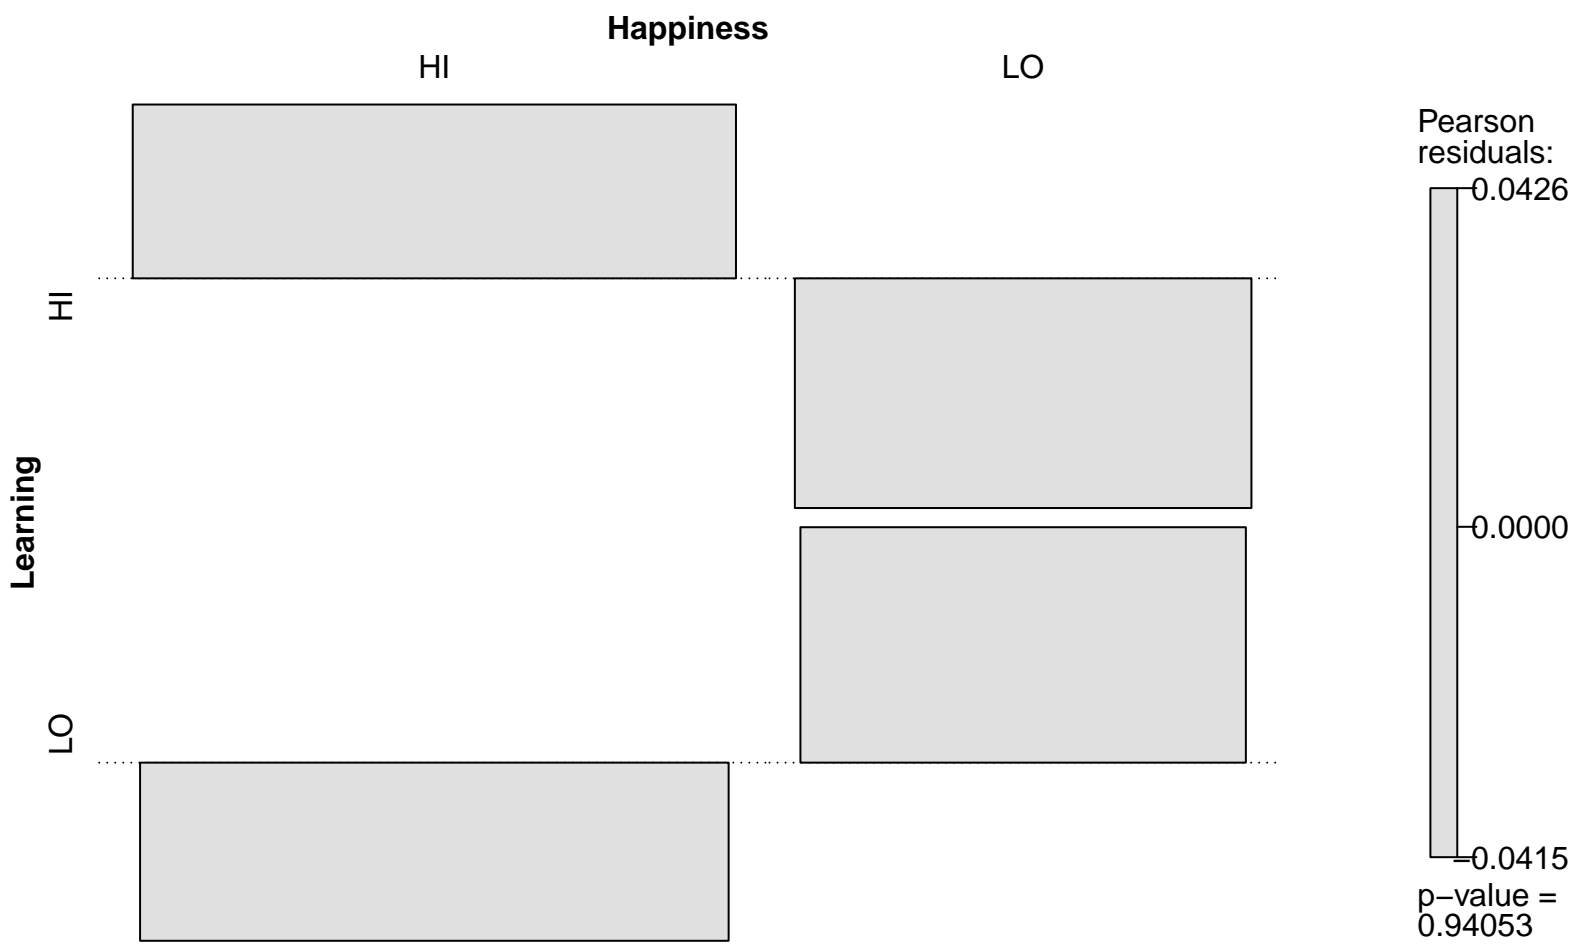 Happiness
HI
LO
Learning
HI
LO
Pearson
residuals:
0.0426
0.0000
−0.0415
p−value =
0.94053